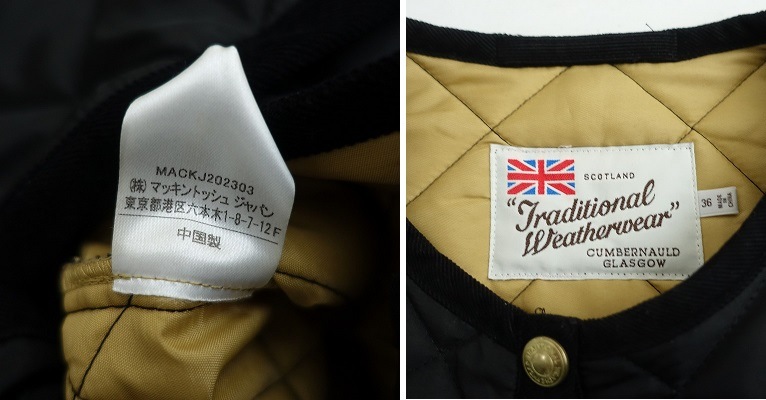 MACKJ202303
㈱マッキントッシュ ジャパン
東京都港区六本木1-8-7-12F
中国製
SCOTLAND
"Traditional
Weatherwear"
CUMBERNAULD
GLASGOW
36
MADE IN
CHINA